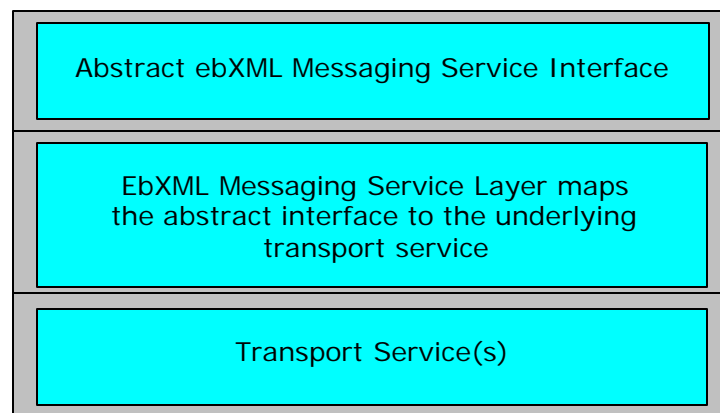 Abstract ebXML Messaging Service Interface
EbXML Messaging Service Layer maps
the abstract interface to the underlying
transport service
Transport Service(s)